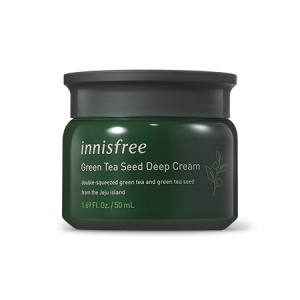 innisfree
Green Tea Seed Deep Cream
double-squeezed green tea and green tea seed
from the Jeju island
1.69 Fl. Oz. / 50 mL